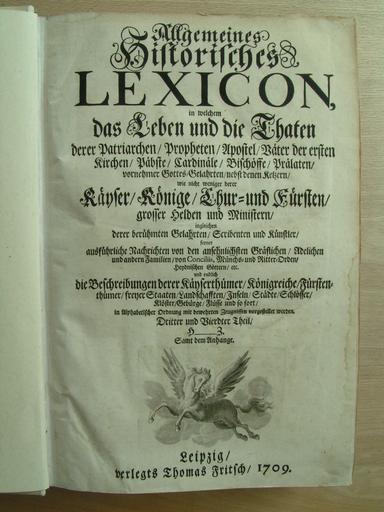 Allgemeines
Historisches
LEXICON,
in welchem
das Leben und die Thaten
derer Patriarchen/ Propheten/ Apostel/ Väter der ersten
Kirchen/ Päbste/ Cardinäle/ Bischöffe/ Prälaten/
vornehmer Gottes-Gelahrten/ nebst denen Ketzern/
wie nicht weniger derer
Käyser/ Könige/ Chur- und Fürsten/
grosser Helden und Ministern/
ingleichen
derer berühmten Gelahrten/ Scribenten und Künstler/
ferner
ausführliche Nachrichten von den ansehnlichsten Gräflichen/ Adelichen
und andern Familien/ von Conciliis, Münchs- und Ritter-Orden/
Heydnischen Göttern/ etc.
und endlich
die Beschreibungen derer Käyserthümer/ Königreiche/ Fürsten-
thümer/ freyer Staaten/ Landschafften/ Inseln/ Städte/ Schlösser/
Klöster/ Gebürge/ Flüsse und so fort/
in Alphabetischer Ordnung mit bewehrten Zeugnissen vorgestellet werden.
Dritter und Vierdter Theil/
H——Z.
Samt dem Anhange.
Leipzig/
verlegts Thomas Fritsch/ 1709.